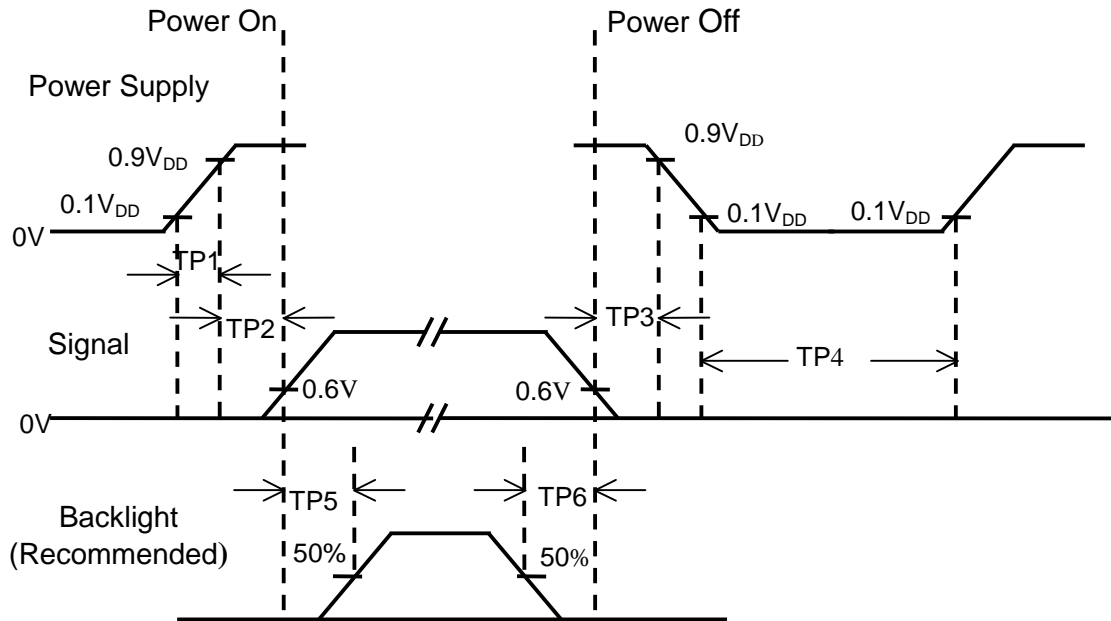 Power On
Power Off
Power Supply
0.9VDD
0.9VDD
0.1VDD
0.1VDD
0.1VDD
0V
TP1
TP2
TP3
TP4
Signal
0.6V
0.6V
0V
TP5
TP6
Backlight
(Recommended)
50%
50%